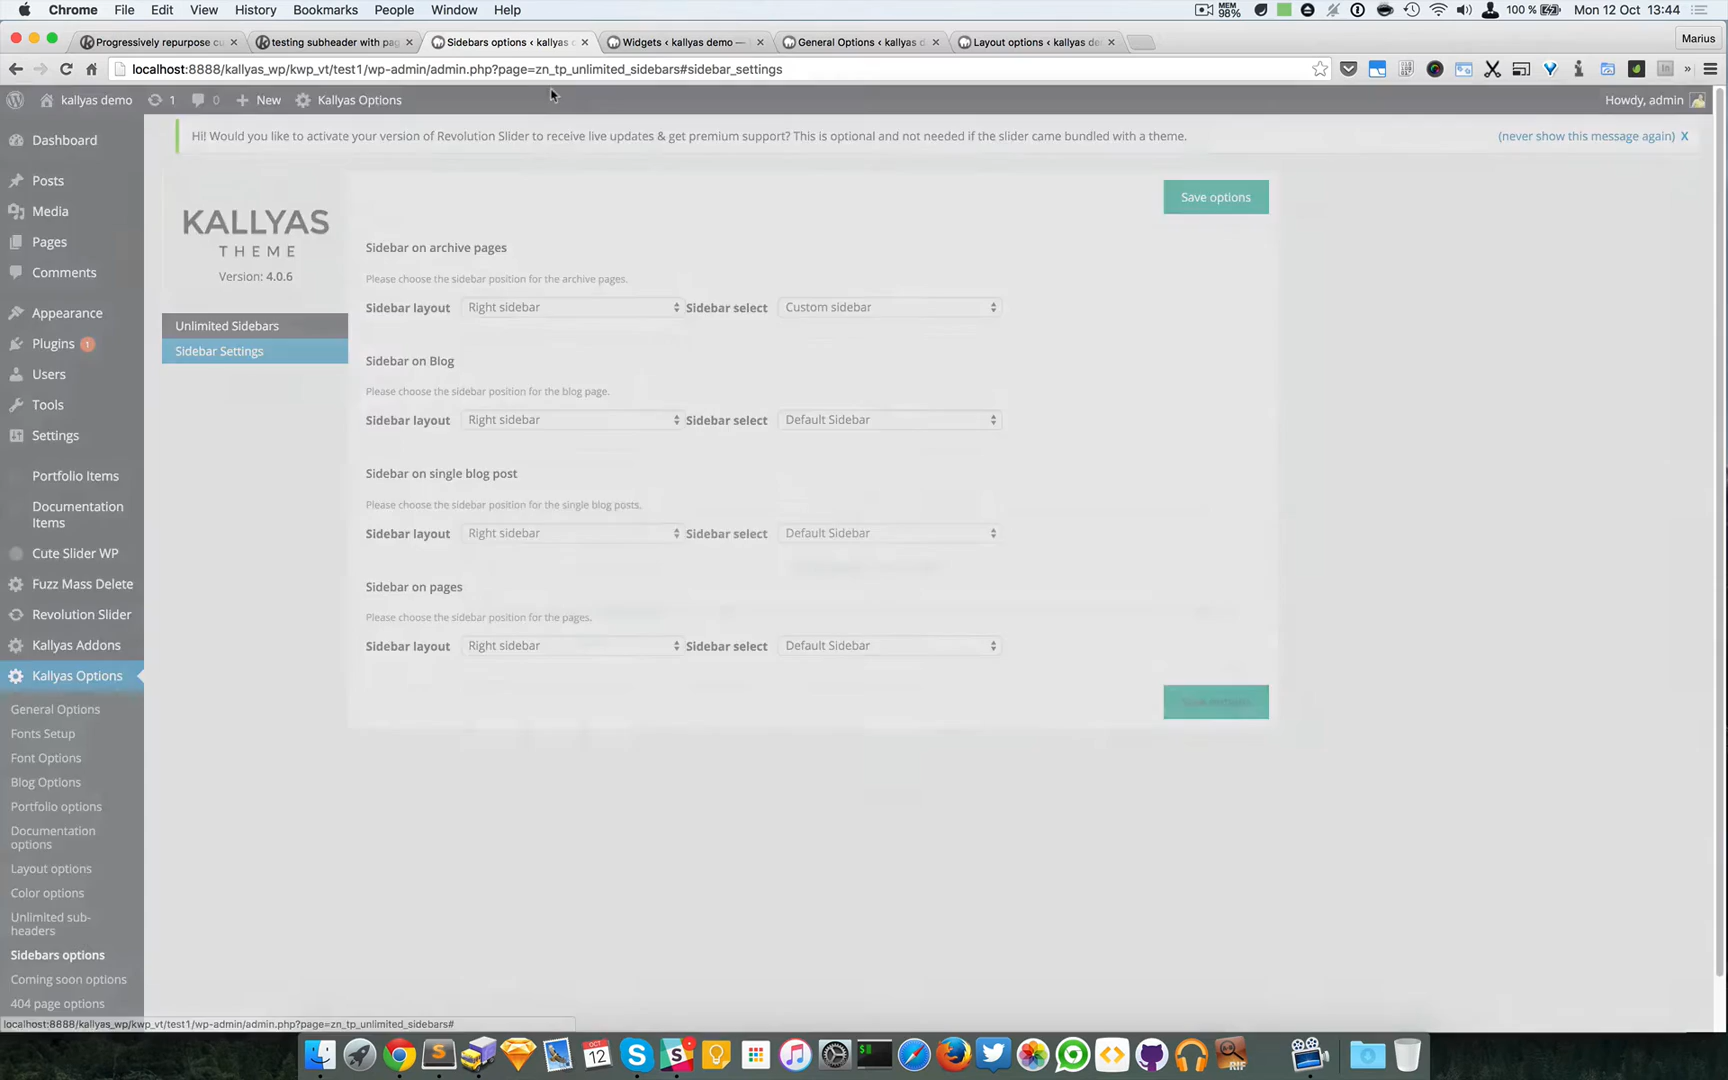 Chrome File Edit View History Bookmarks People Window Help MEM 98% 100 % Mon 12 Oct 13:44
Progressively repurpose cu testing subheader with pag Sidebars options ‹ kallyas Widgets ‹ kallyas demo — General Options ‹ kallyas d Layout options ‹ kallyas de Marius
localhost:8888/kallyas_wp/kwp_vt/test1/wp-admin/admin.php?page=zn_tp_unlimited_sidebars#sidebar_settings
kallyas demo 1 0 + New Kallyas Options Howdy, admin
Hi! Would you like to activate your version of Revolution Slider to receive live updates & get premium support? This is optional and not needed if the slider came bundled with a theme. (never show this message again) X
Dashboard
Posts
Media
Pages
Comments
Appearance
Plugins 1
Users
Tools
Settings
Portfolio Items
Documentation
Items
Cute Slider WP
Fuzz Mass Delete
Revolution Slider
Kallyas Addons
Kallyas Options
General Options
Fonts Setup
Font Options
Blog Options
Portfolio options
Documentation
options
Layout options
Color options
Unlimited sub-
headers
Sidebars options
Coming soon options
404 page options
KALLYAS
THEME
Version: 4.0.6
Unlimited Sidebars
Sidebar Settings
Save options
Sidebar on archive pages
Please choose the sidebar position for the archive pages.
Sidebar layout Right sidebar Sidebar select Custom sidebar
Sidebar on Blog
Please choose the sidebar position for the blog page.
Sidebar layout Right sidebar Sidebar select Default Sidebar
Sidebar on single blog post
Please choose the sidebar position for the single blog posts.
Sidebar layout Right sidebar Sidebar select Default Sidebar
Sidebar on pages
Please choose the sidebar position for the pages.
Sidebar layout Right sidebar Sidebar select Default Sidebar
localhost:8888/kallyas_wp/kwp_vt/test1/wp-admin/admin.php?page=zn_tp_unlimited_sidebars#
12
RIF